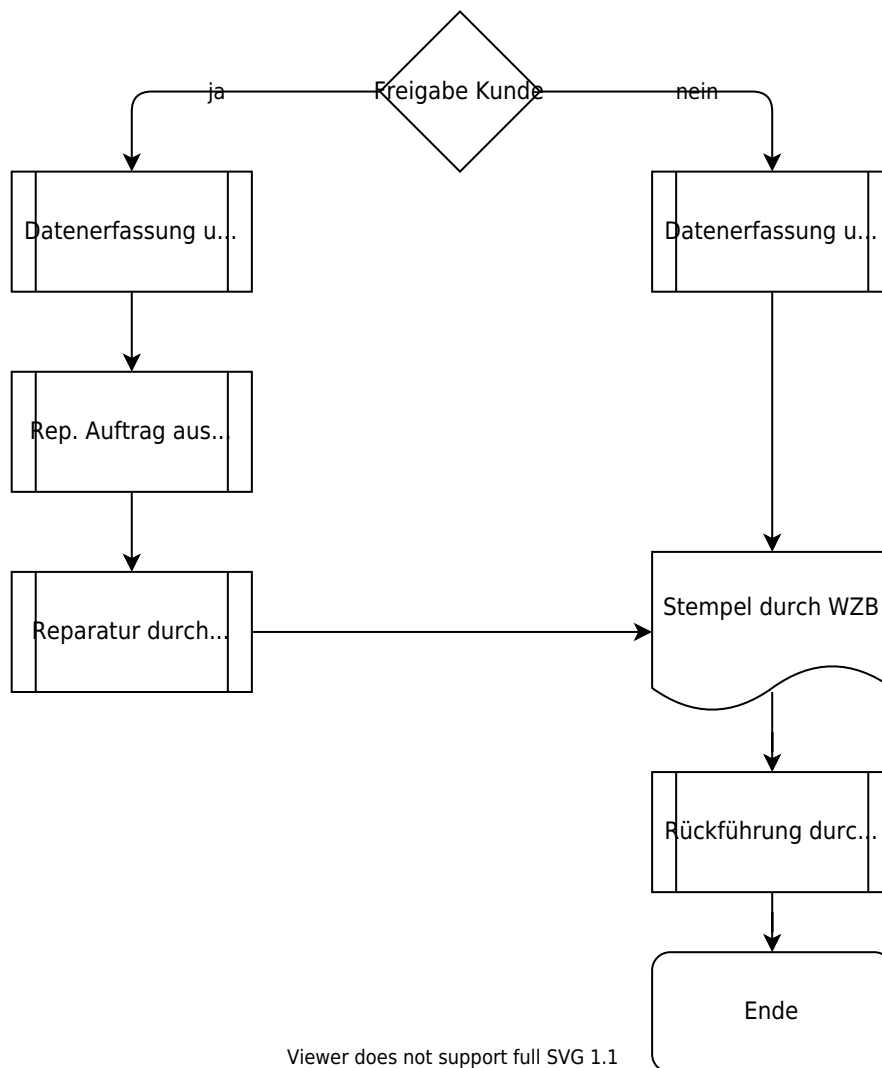 Freigabe Kunde
ja
nein
Datenerfassung u...
Datenerfassung u...
Rep. Auftrag aus...
Reparatur durch...
Stempel durch WZB
Rückführung durc...
Ende
Viewer does not support full SVG 1.1